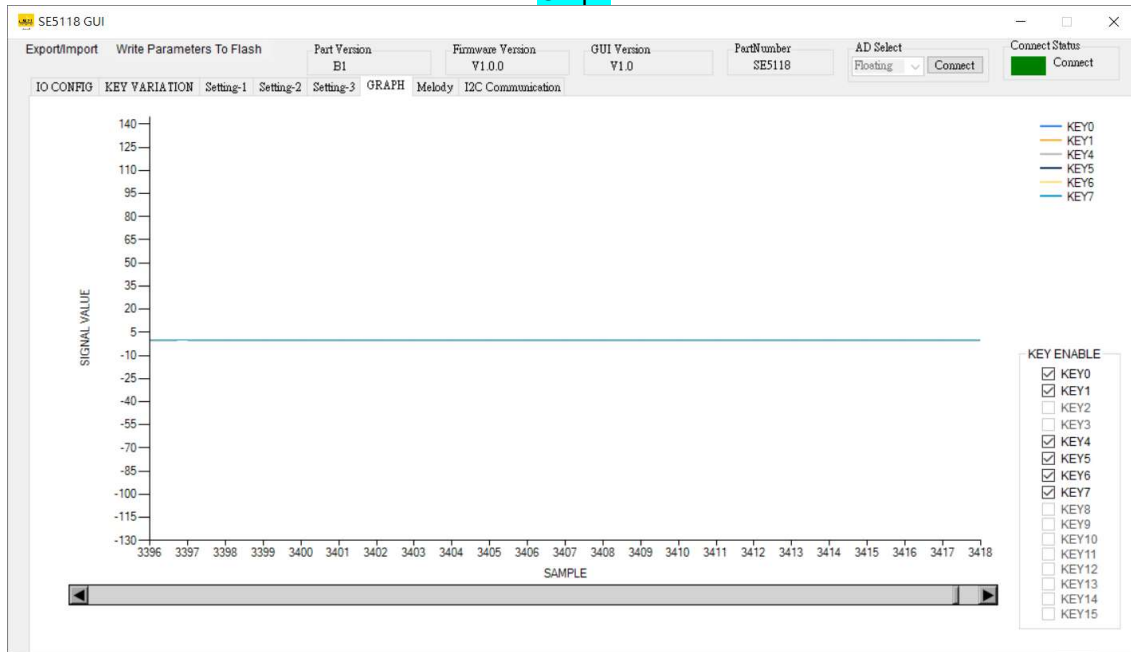 SE5118 GUI
Export/Import Write Parameters To Flash
Part Version
B1
Firmware Version
V1.0.0
GUI Version
V1.0
PartNumber
SE5118
AD Select
Floating Connect
Connect Status
Connect
IO CONFIG KEY VARIATION Setting-1 Setting-2 Setting-3 GRAPH Melody I2C Communication
KEY0
KEY1
KEY4
KEY5
KEY6
KEY7
SIGNAL VALUE
140
125
110
95
80
65
50
35
20
5
-10
-25
-40
-55
-70
-85
-100
-115
-130
3396 3397 3398 3399 3400 3401 3402 3403 3404 3405 3406 3407 3408 3409 3410 3411 3412 3413 3414 3415 3416 3417 3418
SAMPLE
KEY ENABLE
KEY0
KEY1
KEY2
KEY3
KEY4
KEY5
KEY6
KEY7
KEY8
KEY9
KEY10
KEY11
KEY12
KEY13
KEY14
KEY15